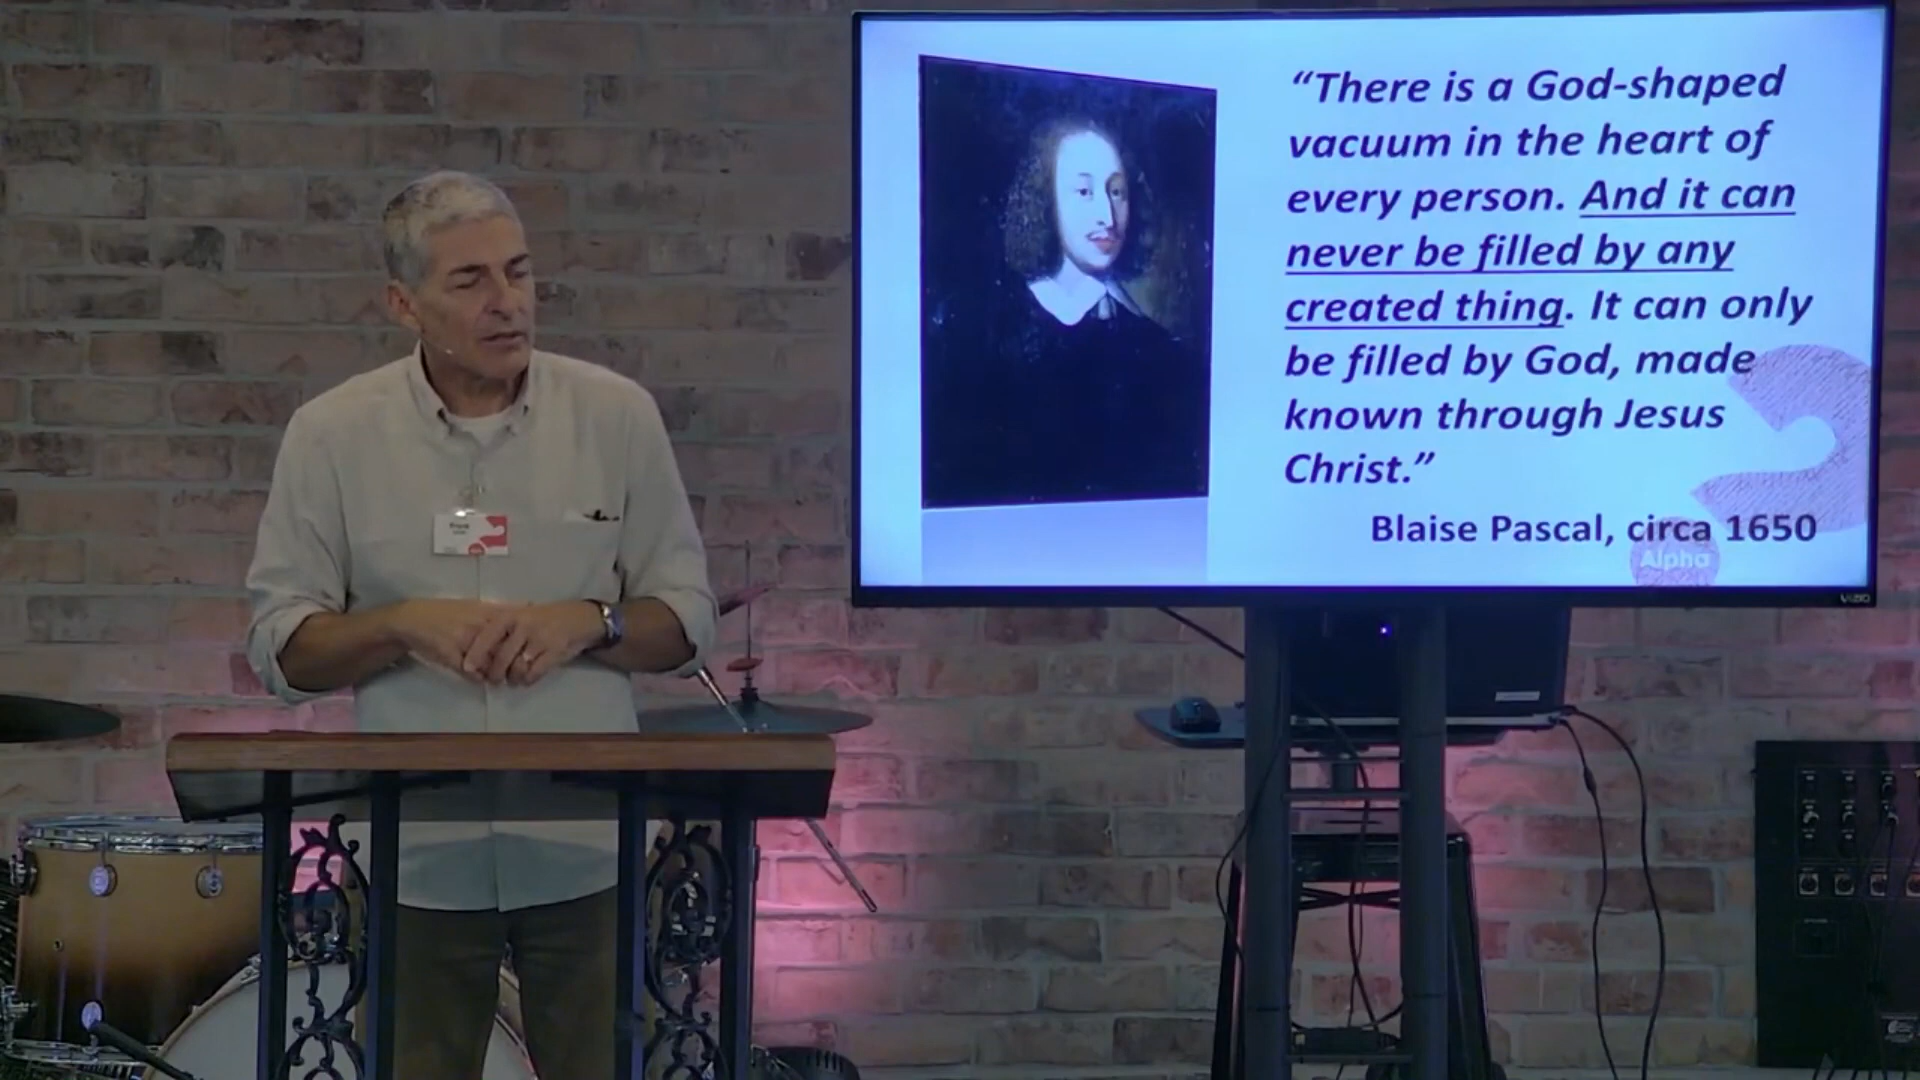 “There is a God-shaped
vacuum in the heart of
every person. And it can
never be filled by any
created thing. It can only
be filled by God, made
known through Jesus
Christ.”
Blaise Pascal, circa 1650
Alpha
VIZIO